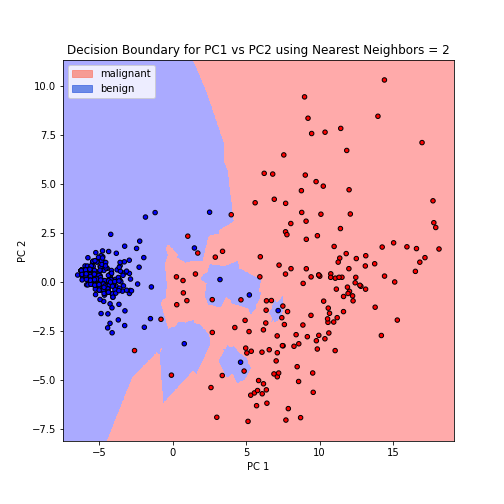 Decision Boundary for PC1 vs PC2 using Nearest Neighbors = 2
malignant
benign
10.0
7.5
5.0
2.5
0.0
−2.5
−5.0
−7.5
PC 2
−5
0
5
10
15
PC 1